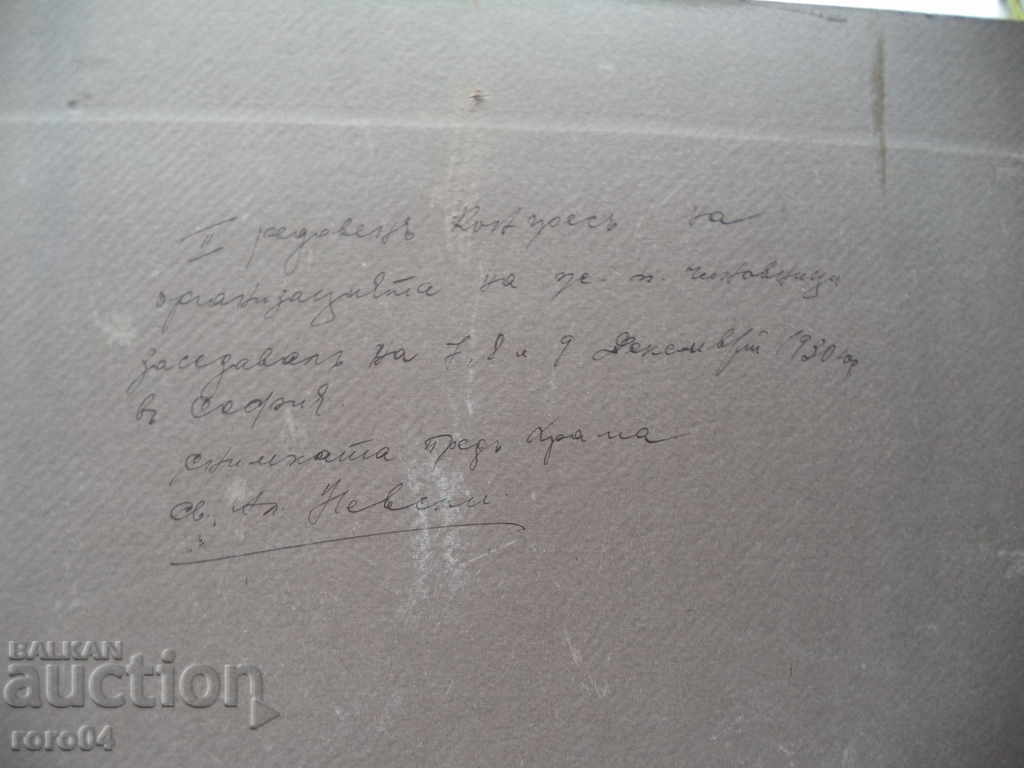 II редовенъ Конгресъ на
организацията на ж. п. чиновници
заседавалъ на 7, 8 и 9 Декемврий 1930 год
въ София.
снимката предъ Храма
Св. Ал. Невски.
BALKAN
auction
roro04